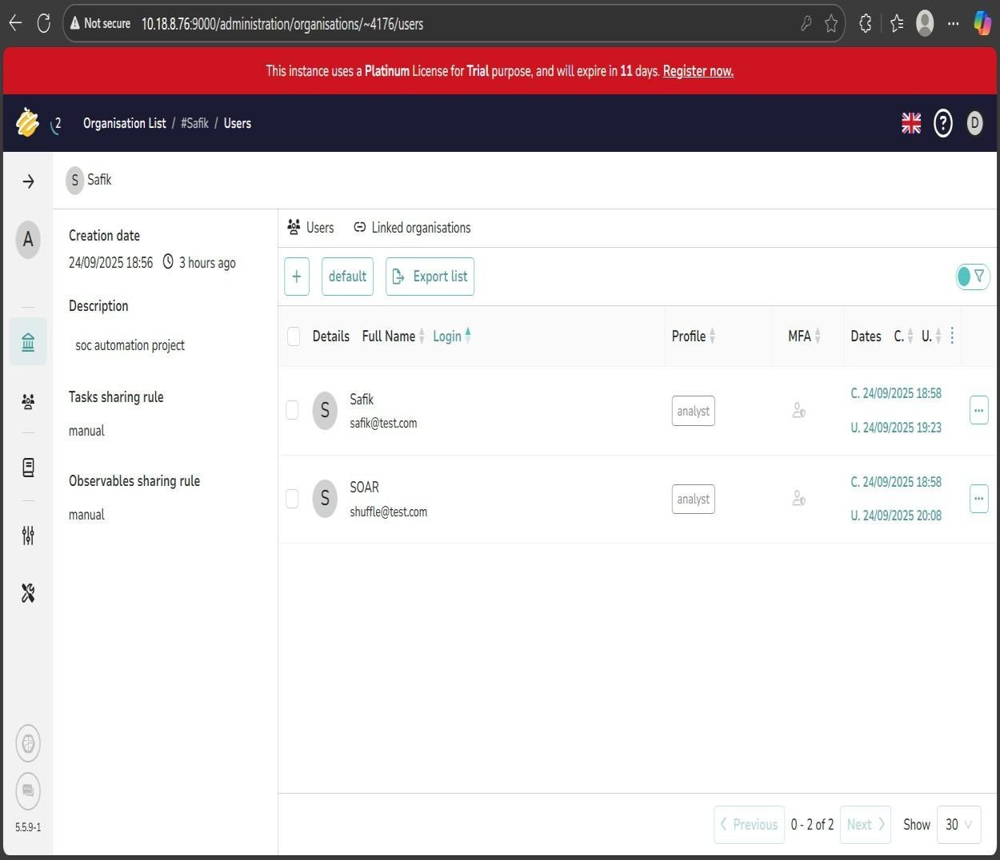 Not secure 10.18.8.76:9000/administration/organisations/~4176/users
This instance uses a Platinum License for Trial purpose, and will expire in 11 days. Register now.
2 Organisation List / #Safik / Users ? D
S Safik
A
Creation date
24/09/2025 18:56 3 hours ago
Description
soc automation project
Tasks sharing rule
manual
Observables sharing rule
manual
Users Linked organisations
+ default Export list
Details Full Name Login Profile MFA Dates C. U.
S Safik
safik@test.com
analyst
C. 24/09/2025 18:58
U. 24/09/2025 19:23
S SOAR
shuffle@test.com
analyst
C. 24/09/2025 18:58
U. 24/09/2025 20:08
5.5.9-1
Previous 0 - 2 of 2 Next Show 30